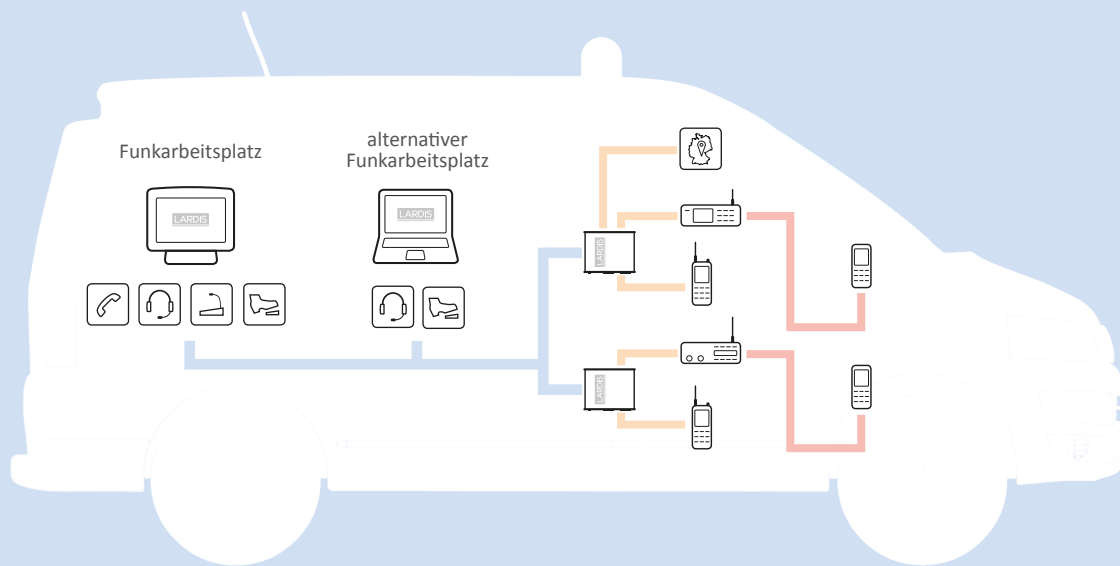 Funkarbeitsplatz
alternativer
Funkarbeitsplatz
LARDIS
LARDIS
LARDIS
LARDIS